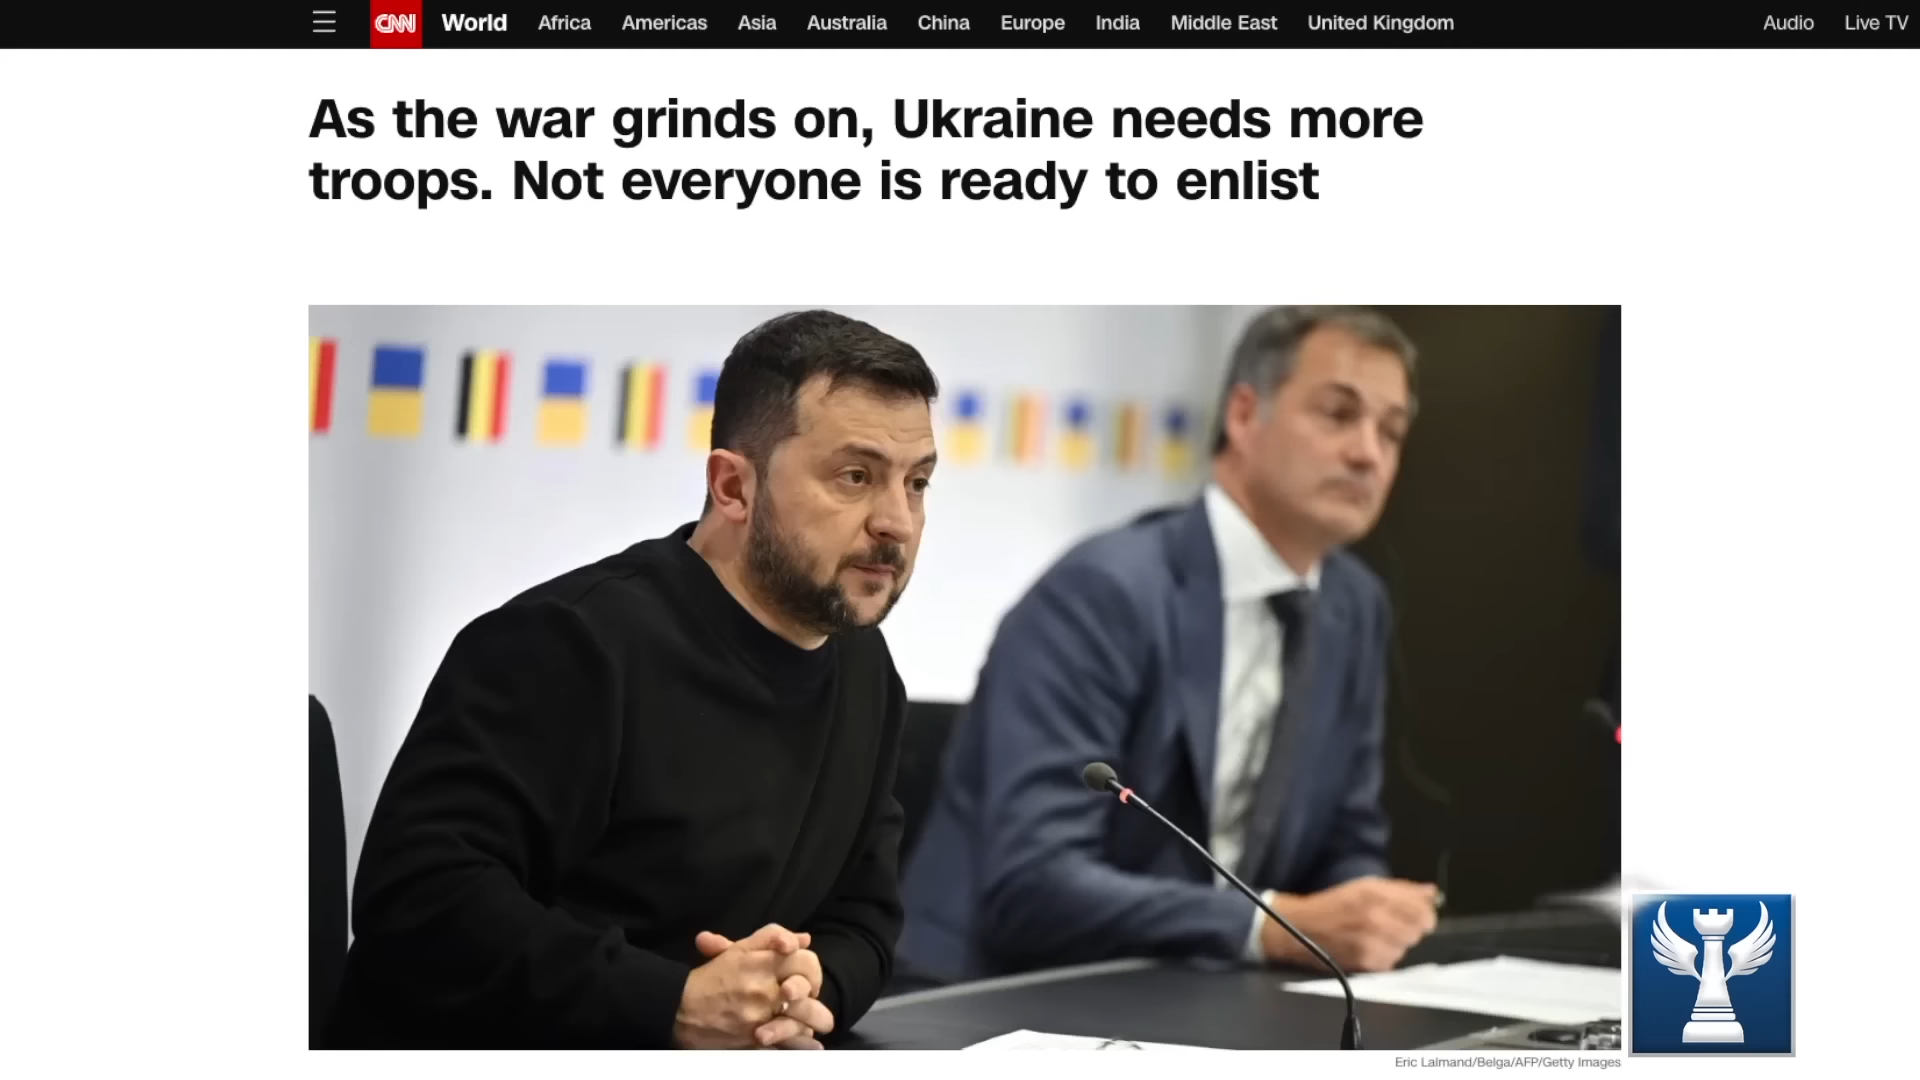 CNN World Africa Americas Asia Australia China Europe India Middle East United Kingdom Audio Live TV
As the war grinds on, Ukraine needs more
troops. Not everyone is ready to enlist
Eric Lalmand/Belga/AFP/Getty Images